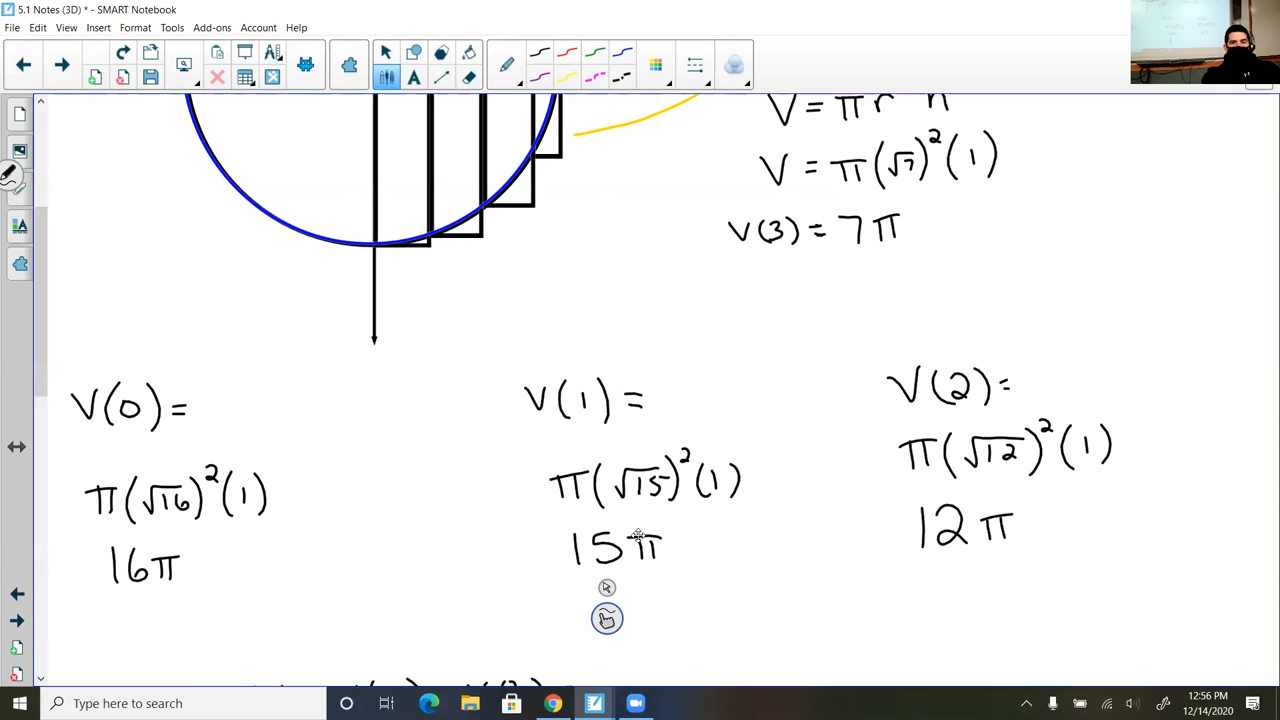 5.1 Notes (3D) * - SMART Notebook
File Edit View Insert Format Tools Add-ons Account Help
V = πr h
V = π(√7)²(1)
V(3) = 7π
V(0) =
π(√16)²(1)
16π
V(1) =
π(√15)²(1)
15π
V(2) =
π(√12)²(1)
12π
Type here to search
12:56 PM
12/14/2020